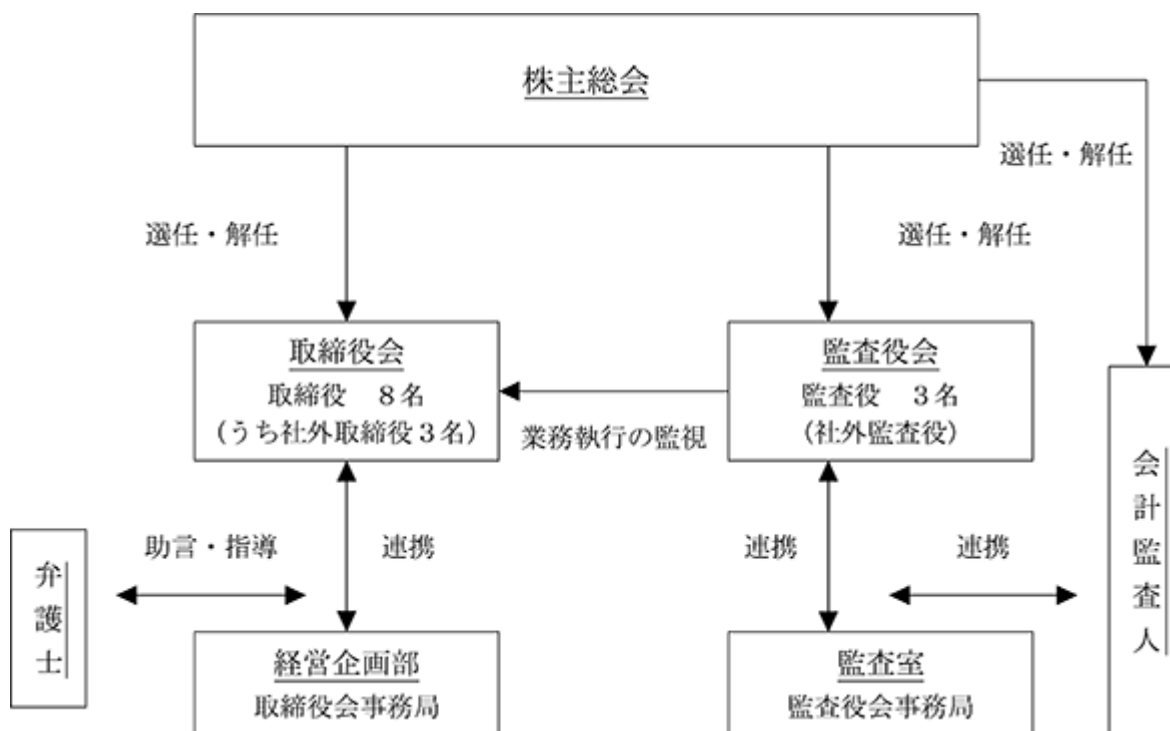 株主総会
選任・解任
選任・解任
選任・解任
取締役会
取締役　８名
（うち社外取締役３名）
業務執行の監視
監査役会
監査役　３名
（社外監査役）
会計監査人
弁護士
助言・指導
連携
連携
連携
経営企画部
取締役会事務局
監査室
監査役会事務局